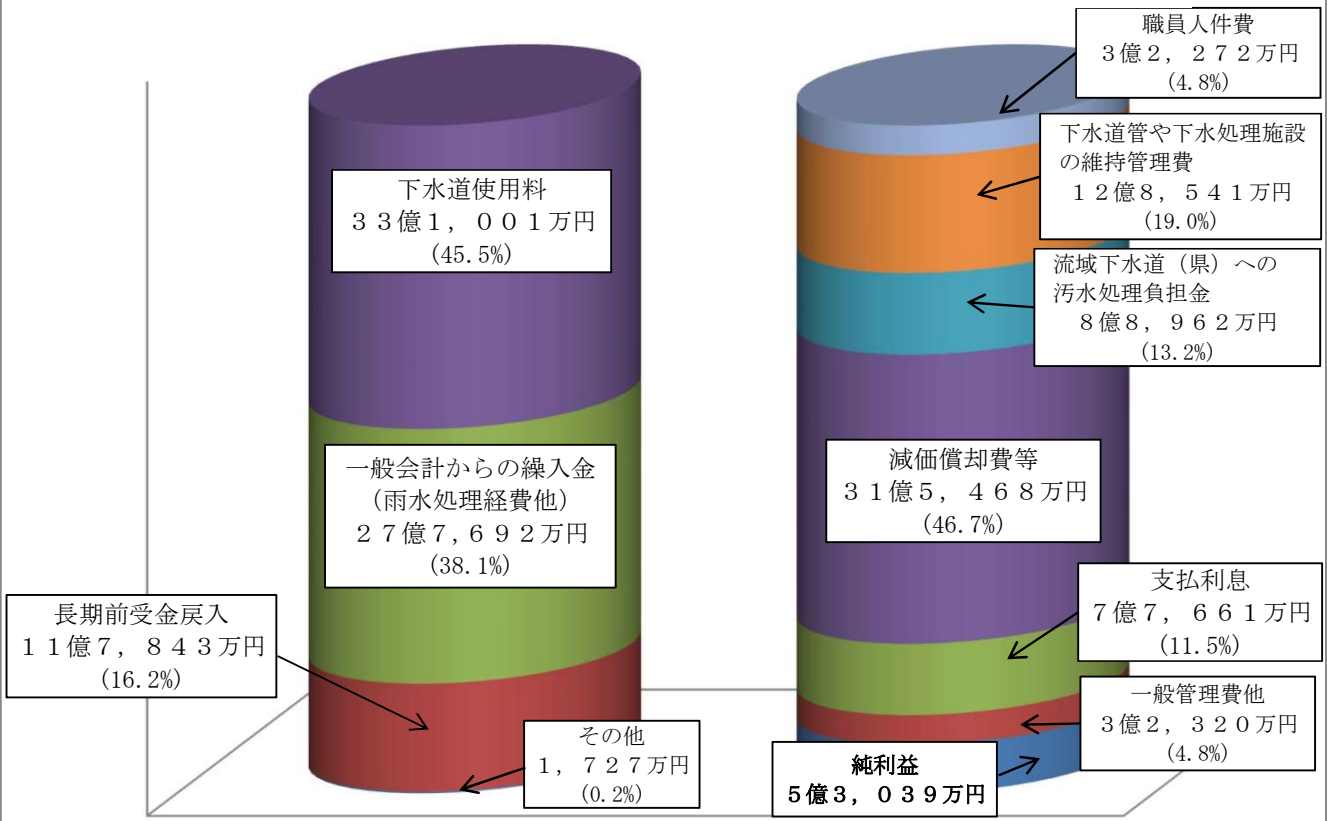 下水道使用料
33億1,001万円
(45.5%)
一般会計からの繰入金
(雨水処理経費他)
27億7,692万円
(38.1%)
長期前受金戻入
11億7,843万円
(16.2%)
その他
1,727万円
(0.2%)
職員人件費
3億2,272万円
(4.8%)
下水道管や下水処理施設
の維持管理費
12億8,541万円
(19.0%)
流域下水道（県）への
汚水処理負担金
8億8,962万円
(13.2%)
減価償却費等
31億5,468万円
(46.7%)
支払利息
7億7,661万円
(11.5%)
一般管理費他
3億2,320万円
(4.8%)
純利益
5億3,039万円